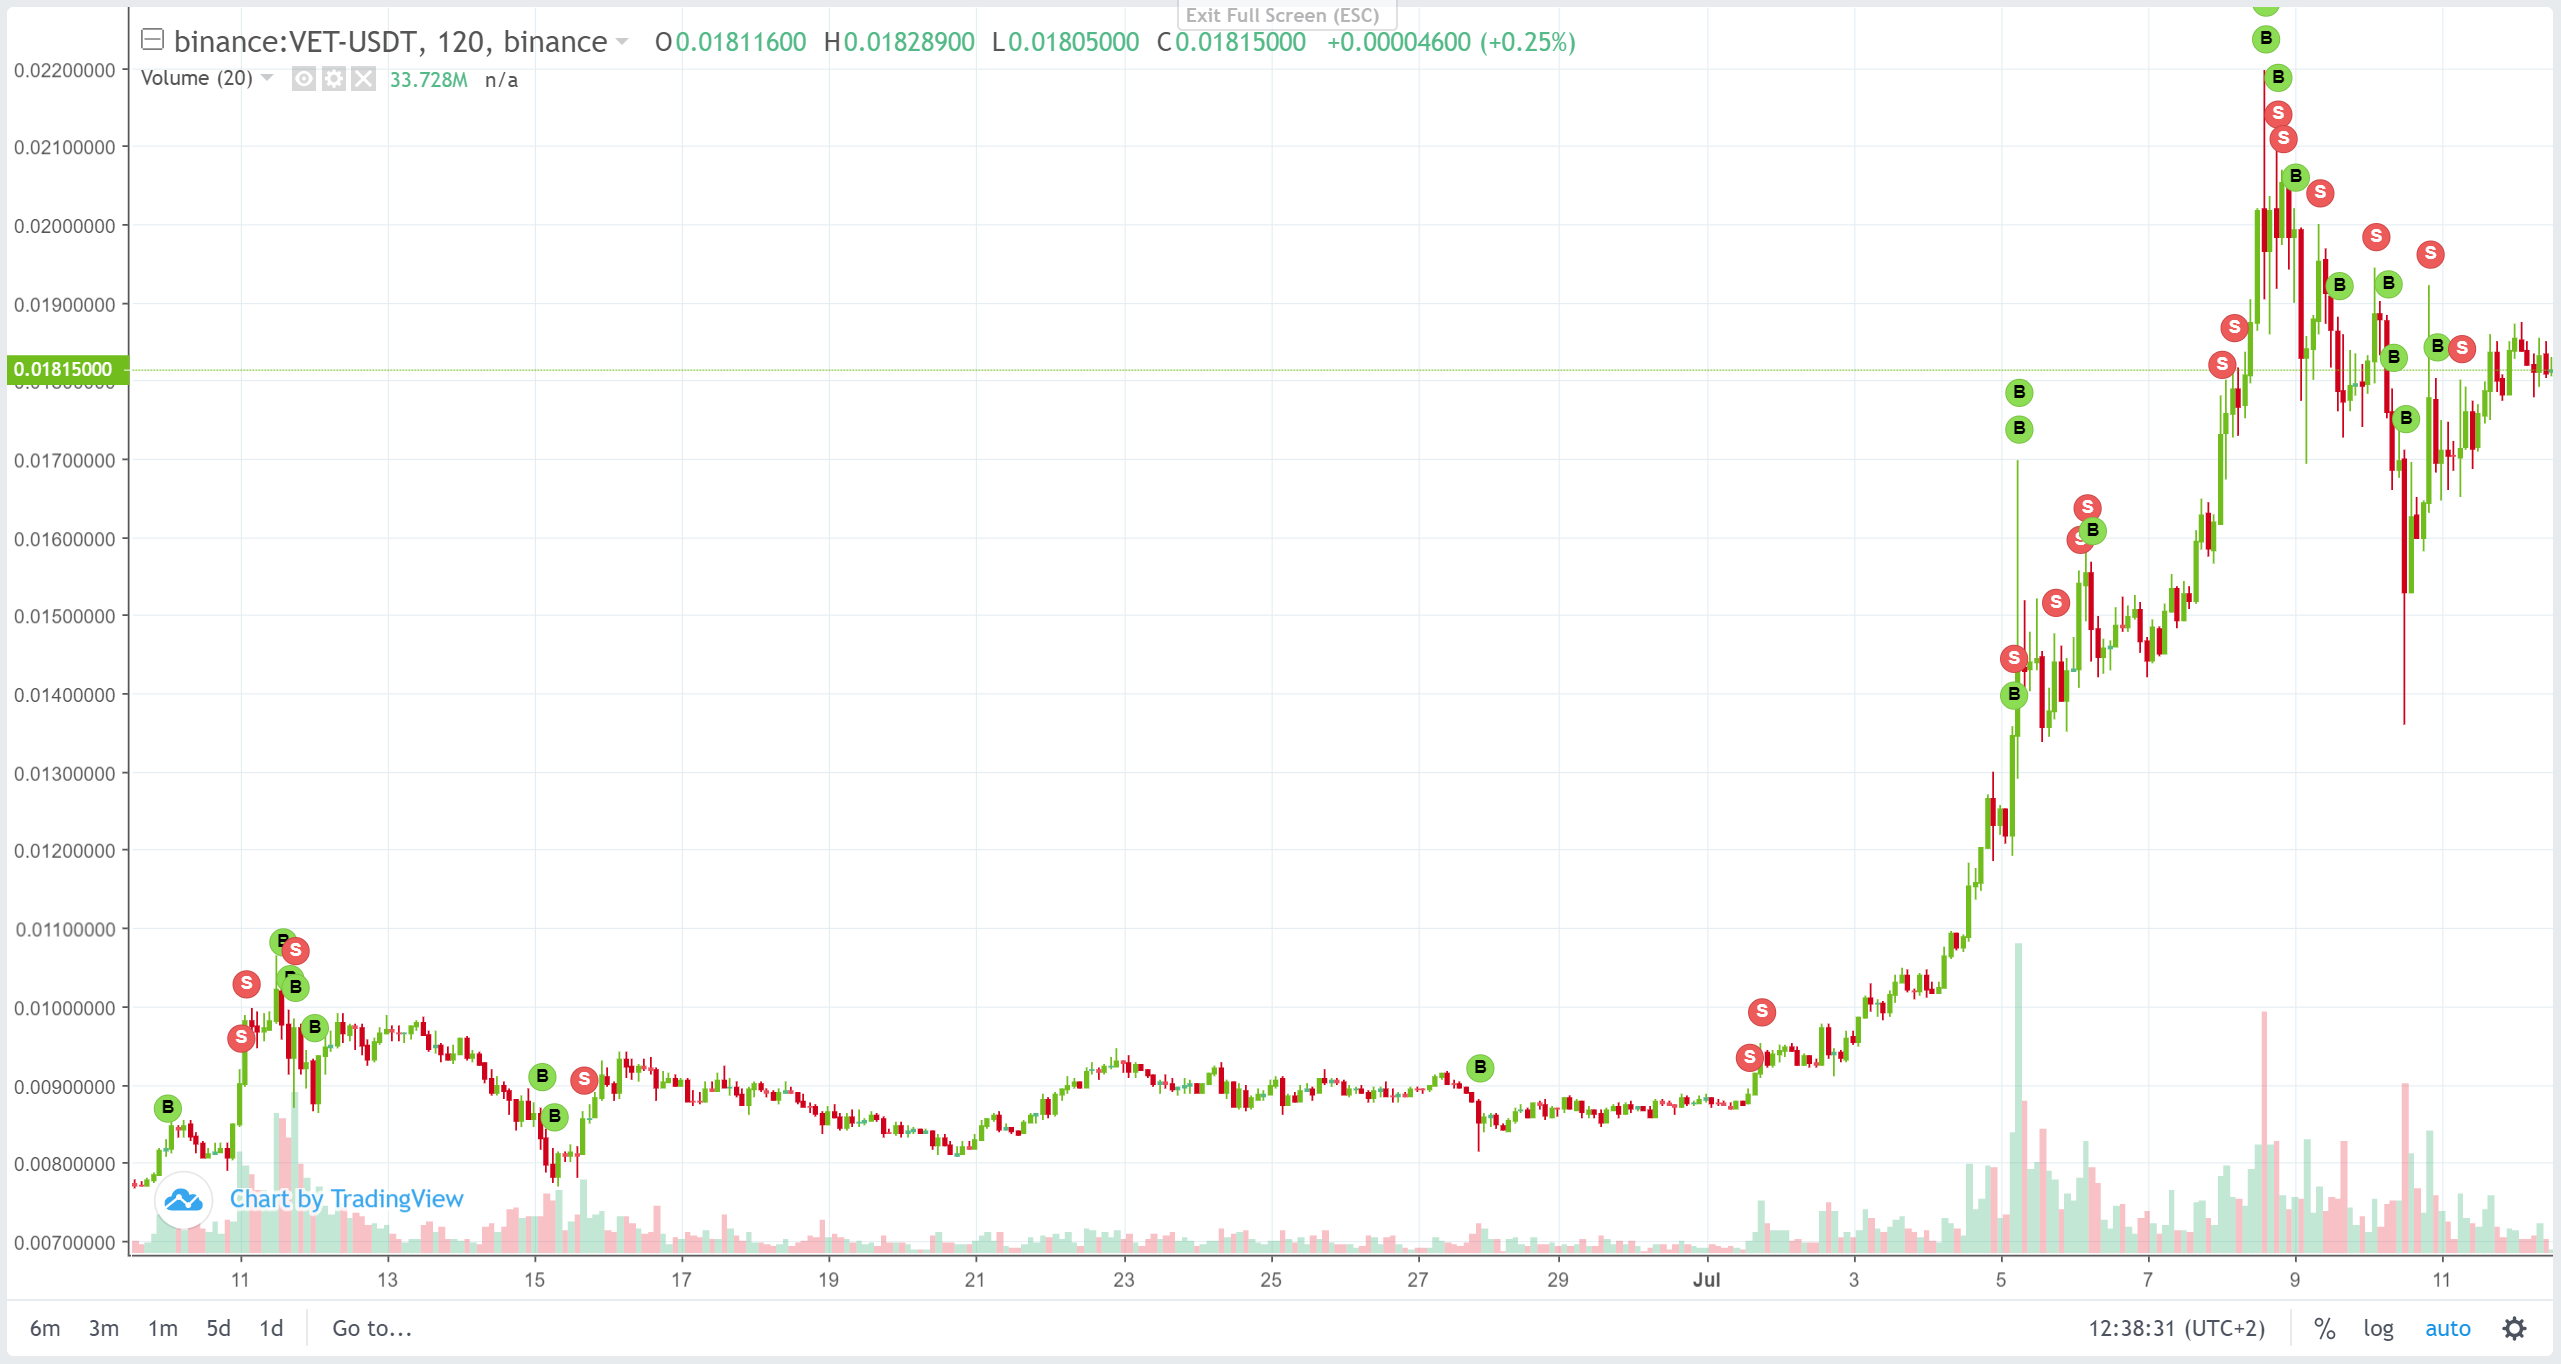 Exit Full Screen (ESC)
binance:VET-USDT, 120, binance O0.01811600 H0.01828900 L0.01805000 C0.01815000 +0.00004600 (+0.25%)
Volume (20) 33.728M n/a
0.02200000
0.02100000
0.02000000
0.01900000
0.01815000
0.01800000
0.01700000
0.01600000
0.01500000
0.01400000
0.01300000
0.01200000
0.01100000
0.01000000
0.00900000
0.00800000
0.00700000
B
B
S
S
B
S
S
S
B
S
S
B
S
B
B
S
B
S
B
B
B
S
B
B
S
S
B
S
S
B
B
S
S
B
S
B
B
S
S
B
B
S
B
B
Chart by TradingView
11 13 15 17 19 21 23 25 27 29 Jul 3 5 7 9 11
6m 3m 1m 5d 1d Go to... 12:38:31 (UTC+2) % log auto